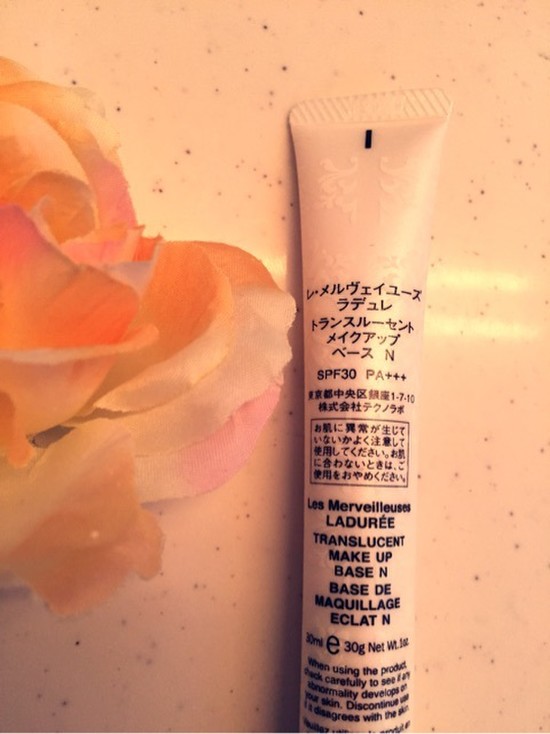 レ・メルヴェイユーズ
ラデュレ
トランスルーセント
メイクアップ
ベース N
SPF30 PA+++
東京都中央区銀座1-7-10
株式会社テクノラボ
お肌に異常が生じて
いないかよく注意して
使用してください。お肌
に合わないときは、ご
使用をおやめください。
Les Merveilleuses
LADURÉE
TRANSLUCENT
MAKE UP
BASE N
BASE DE
MAQUILLAGE
ECLAT N
30ml ℮ 30g Net Wt.1oz.
When using the product,
check carefully to see if any
abnormality develops on
your skin. Discontinue use
if it disagrees with the skin.